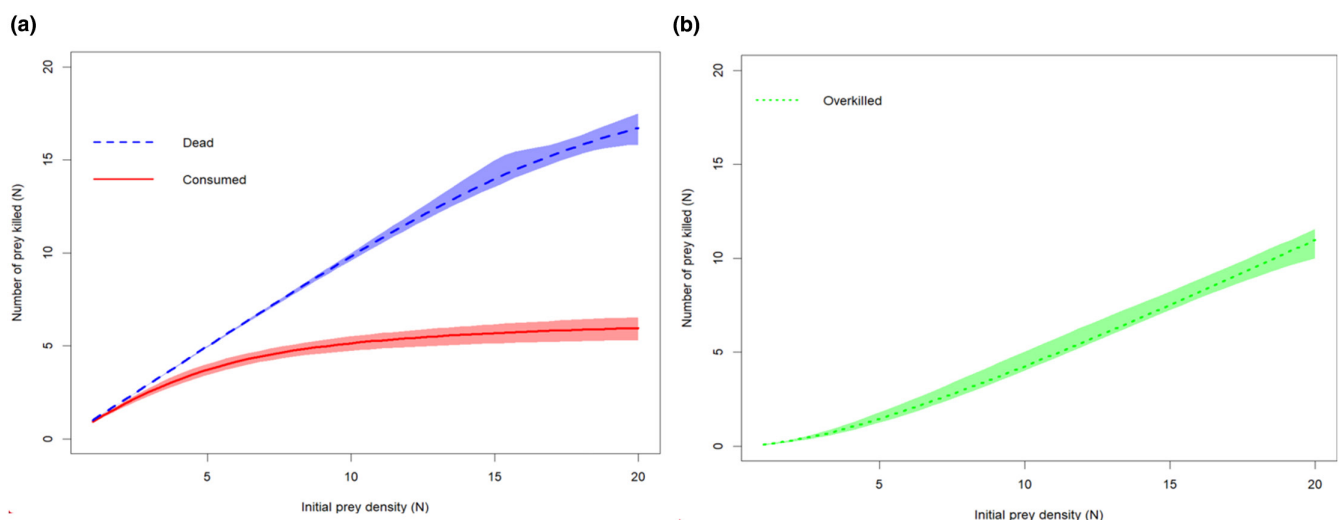 (a)
Number of prey killed (N)
20
15
10
5
0
Dead
Consumed
5 10 15 20
Initial prey density (N)
(b)
Number of prey killed (N)
20
15
10
5
0
Overkilled
5 10 15 20
Initial prey density (N)